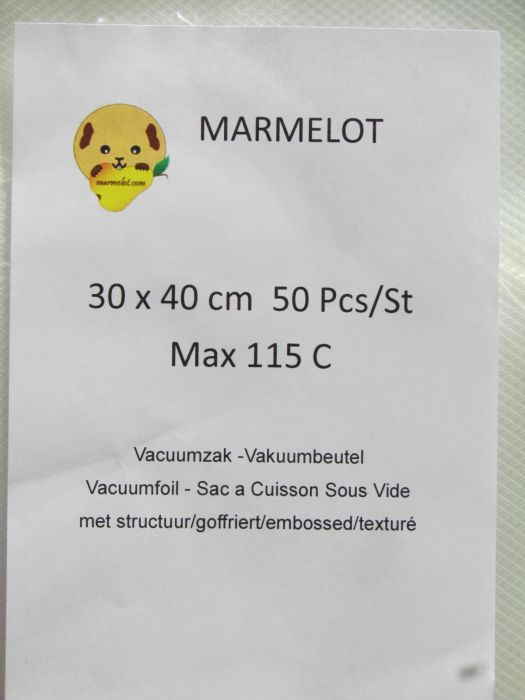 MARMELOT
marmelot.com
30 x 40 cm 50 Pcs/St
Max 115 C
Vacuumzak -Vakuumbeutel
Vacuumfoil - Sac a Cuisson Sous Vide
met structuur/goffriert/embossed/texturé